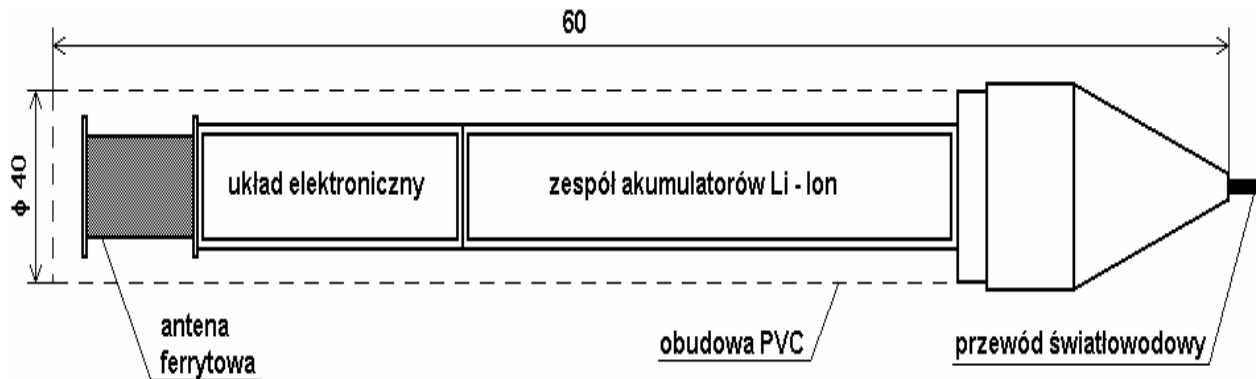 60
ϕ 40
układ elektroniczny
zespół akumulatorów Li - Ion
antena
ferrytowa
obudowa PVC
przewód światłowodowy